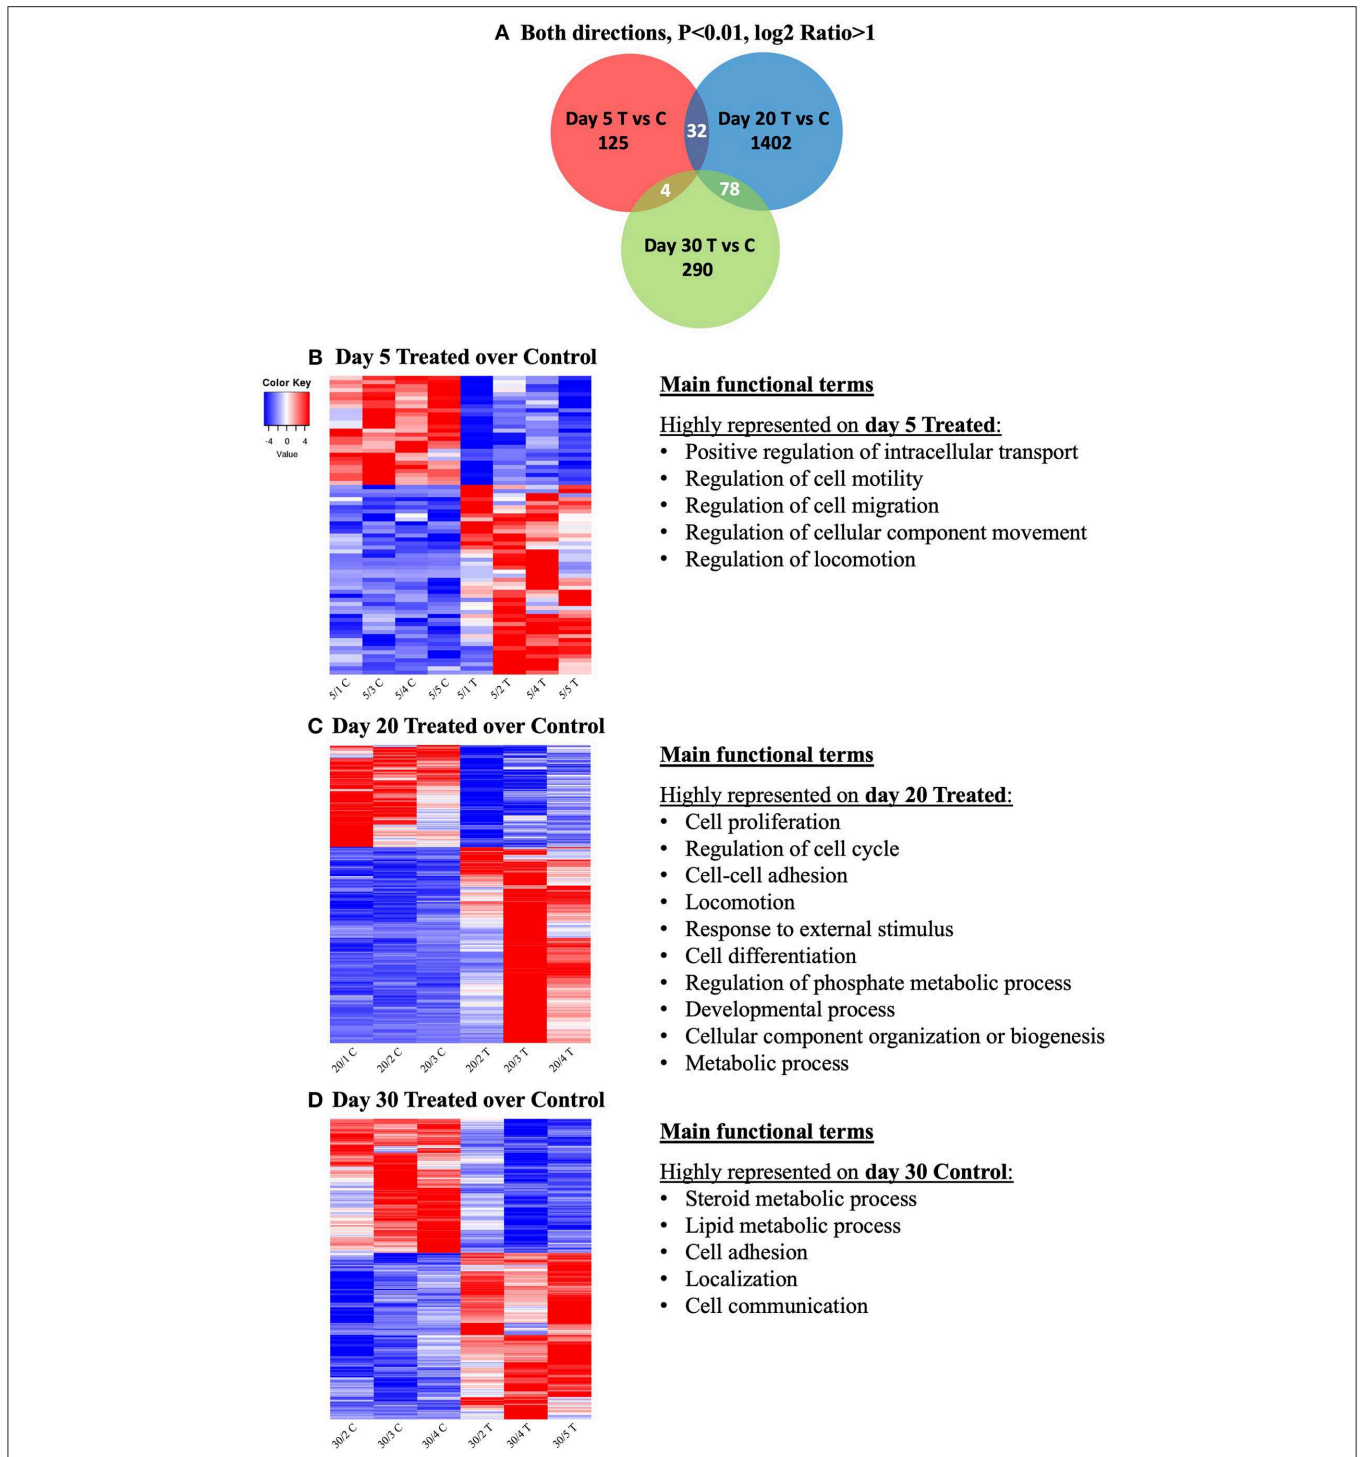 A Both directions, P<0.01, log2 Ratio>1
Day 5 T vs C
125
32
Day 20 T vs C
1402
4
78
Day 30 T vs C
290
B Day 5 Treated over Control
Color Key
-4 0 4
Value
5/1 C 5/3 C 5/4 C 5/5 C 5/1 T 5/2 T 5/4 T 5/5 T
Main functional terms
Highly represented on day 5 Treated:
• Positive regulation of intracellular transport
• Regulation of cell motility
• Regulation of cell migration
• Regulation of cellular component movement
• Regulation of locomotion
C Day 20 Treated over Control
20/1 C 20/2 C 20/3 C 20/2 T 20/3 T 20/4 T
Main functional terms
Highly represented on day 20 Treated:
• Cell proliferation
• Regulation of cell cycle
• Cell-cell adhesion
• Locomotion
• Response to external stimulus
• Cell differentiation
• Regulation of phosphate metabolic process
• Developmental process
• Cellular component organization or biogenesis
• Metabolic process
D Day 30 Treated over Control
30/2 C 30/3 C 30/4 C 30/2 T 30/4 T 30/5 T
Main functional terms
Highly represented on day 30 Control:
• Steroid metabolic process
• Lipid metabolic process
• Cell adhesion
• Localization
• Cell communication